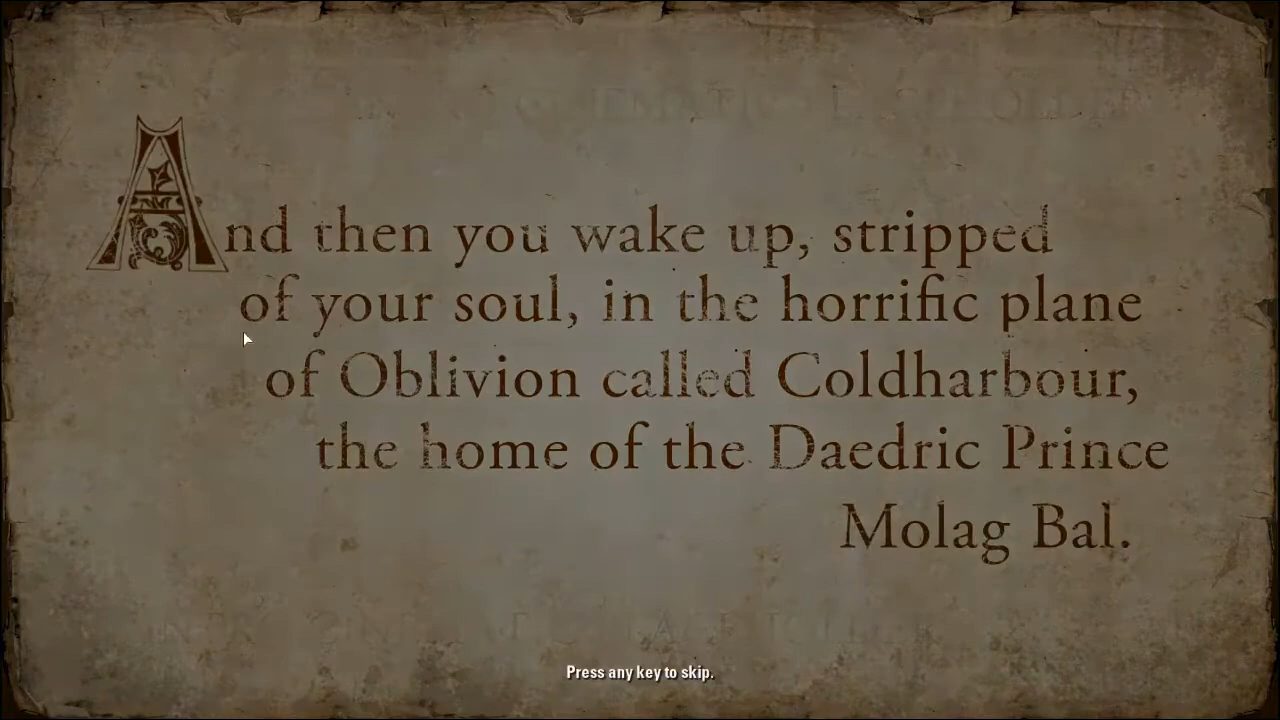 And then you wake up, stripped
of your soul, in the horrific plane
of Oblivion called Coldharbour,
the home of the Daedric Prince
Molag Bal.
Press any key to skip.